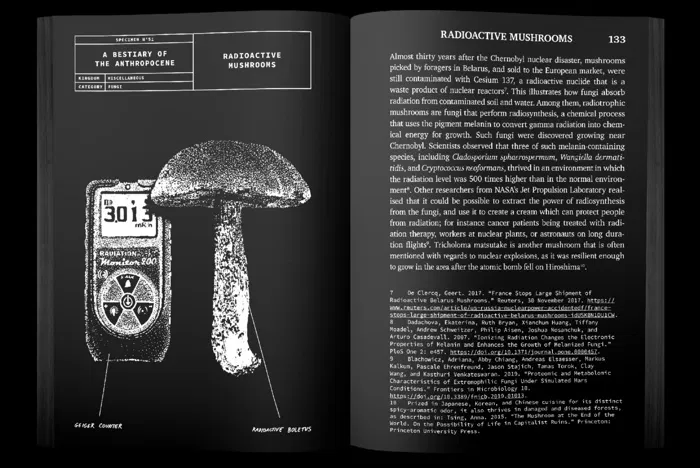 SPECIMEN Nº51
A BESTIARY OF
THE ANTHROPOCENE
RADIOACTIVE
MUSHROOMS
KINGDOM MISCELLANEOUS
CATEGORY FUNGI
3013
RADIATION
Monitor 200
GEIGER COUNTER
RADIOACTIVE BOLETUS
RADIOACTIVE MUSHROOMS 133
Almost thirty years after the Chernobyl nuclear disaster, mushrooms
picked by foragers in Belarus, and sold to the European market, were
still contaminated with Cesium 137, a radioactive nuclide that is a
waste product of nuclear reactors⁷. This illustrates how fungi absorb
radiation from contaminated soil and water. Among them, radiotrophic
mushrooms are fungi that perform radiosynthesis, a chemical process
that uses the pigment melanin to convert gamma radiation into chem-
ical energy for growth. Such fungi were discovered growing near
Chernobyl. Scientists observed that three of such melanin-containing
species, including Cladosporium sphaerospermum, Wangiella dermati-
tidis, and Cryptococcus neoformans, thrived in an environment in which
the radiation level was 500 times higher than in the normal environ-
ment⁸. Other researchers from NASA's Jet Propulsion Laboratory real-
ised that it could be possible to extract the power of radiosynthesis
from the fungi, and use it to create a cream which can protect people
from radiation; for instance cancer patients being treated with radi-
ation therapy, workers at nuclear plants, or astronauts on long dura-
tion flights⁹. Tricholoma matsutake is another mushroom that is often
mentioned with regards to nuclear explosions, as it was resilient enough
to grow in the area after the atomic bomb fell on Hiroshima¹⁰.
7 De Clercq, Geert. 2017. "France Stops Large Shipment of
Radioactive Belarus Mushrooms." Reuters, 30 November 2017. https://
www.reuters.com/article/us-russia-nuclearpower-accidentedf/france-
stops-large-shipment-of-radioactive-belarus-mushrooms-
8 Dadachova, Ekaterina, Ruth Bryan, Xianchun Huang, Tiffany
Moadel, Andrew Schweitzer, Philip Aisen, Joshua Nosanchuk, and
Arturo Casadevall. 2007. "Ionizing Radiation Changes the Electronic
Properties of Melanin and Enhances the Growth of Melanized Fungi."
PloS One 2: e457. https://doi.org/10.1371/journal.pone.0000457.
9 Blachowicz, Adriana, Abby Chiang, Andreas Elsaesser, Markus
Kalkum, Pascale Ehrenfreund, Jason Stajich, Tamas Torok, Clay
Wang, and Kasthuri Venkateswaran. 2019. "Proteomic and Metabolomic
Characteristics of Extremophilic Fungi Under Simulated Mars
Conditions." Frontiers in Microbiology 10.
https://doi.org/10.3389/fmicb.2019.01013.
10 Prized in Japanese, Korean, and Chinese cuisine for its distinct
spicy-aromatic odor, it also thrives in damaged and diseased forests,
as described in: Tsing, Anna. 2015. "The Mushroom at the End of the
World. On the Possibility of Life in Capitalist Ruins." Princeton:
Princeton University Press.